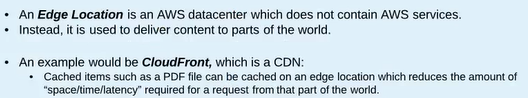 • An Edge Location is an AWS datacenter which does not contain AWS services.
• Instead, it is used to deliver content to parts of the world.
• An example would be CloudFront, which is a CDN:
• Cached items such as a PDF file can be cached on an edge location which reduces the amount of
“space/time/latency” required for a request from that part of the world.